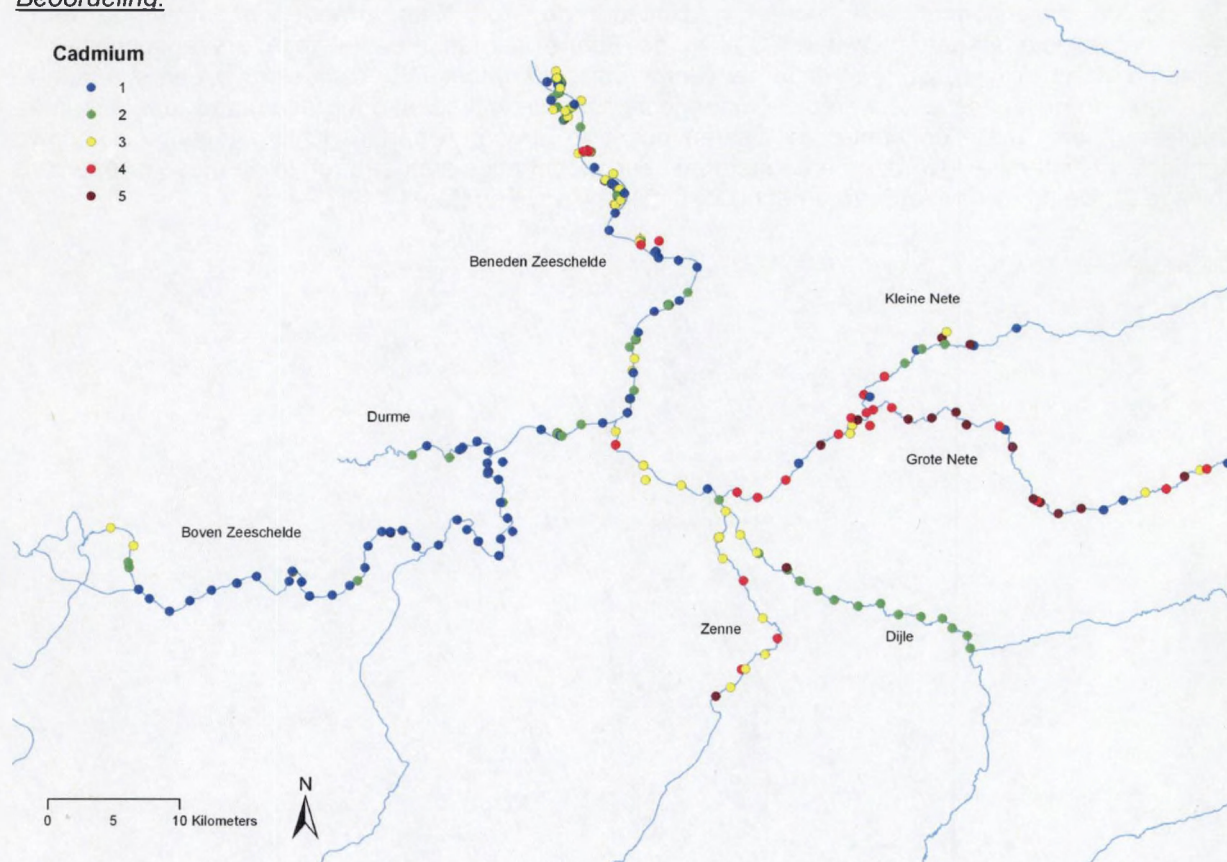 Beoordeling:
Cadmium
1
2
3
4
5
Beneden Zeeschelde
Kleine Nete
Durme
Grote Nete
Boven Zeeschelde
Zenne
Dijle
N
0 5 10 Kilometers